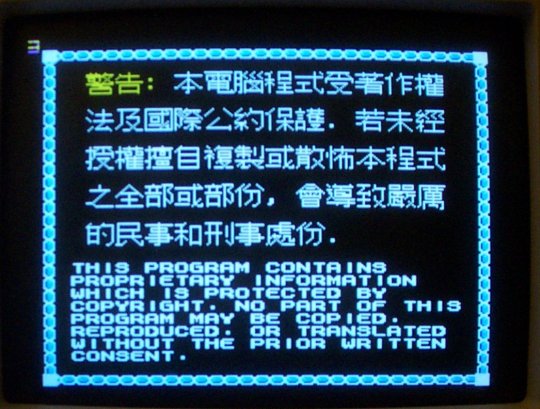 警告: 本電腦程式受著作權
法及國際公約保護. 若未經
授權擅自複製或散怖本程式
之全部或部份, 會導致嚴厲
的民事和刑事處份.
THIS PROGRAM CONTAINS
PROPRIETARY INFORMATION
WHICH IS PROTECTED BY
COPYRIGHT. NO PART OF THIS
PROGRAM MAY BE COPIED.
REPRODUCED. OR TRANSLATED
WITHOUT THE PRIOR WRITTEN
CONSENT.